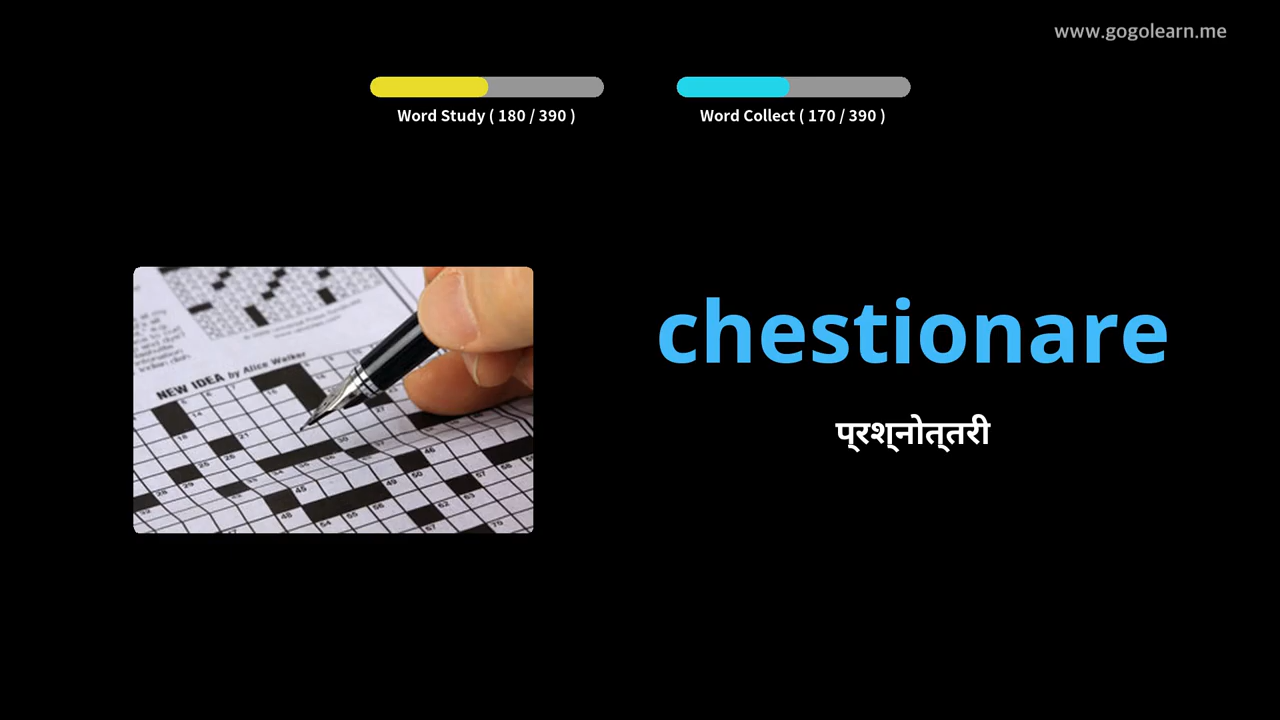 www.gogolearn.me
Word Study ( 180 / 390 )
Word Collect ( 170 / 390 )
NEW IDEA by Alice Walker
chestionare
प्रश्नोत्तरी